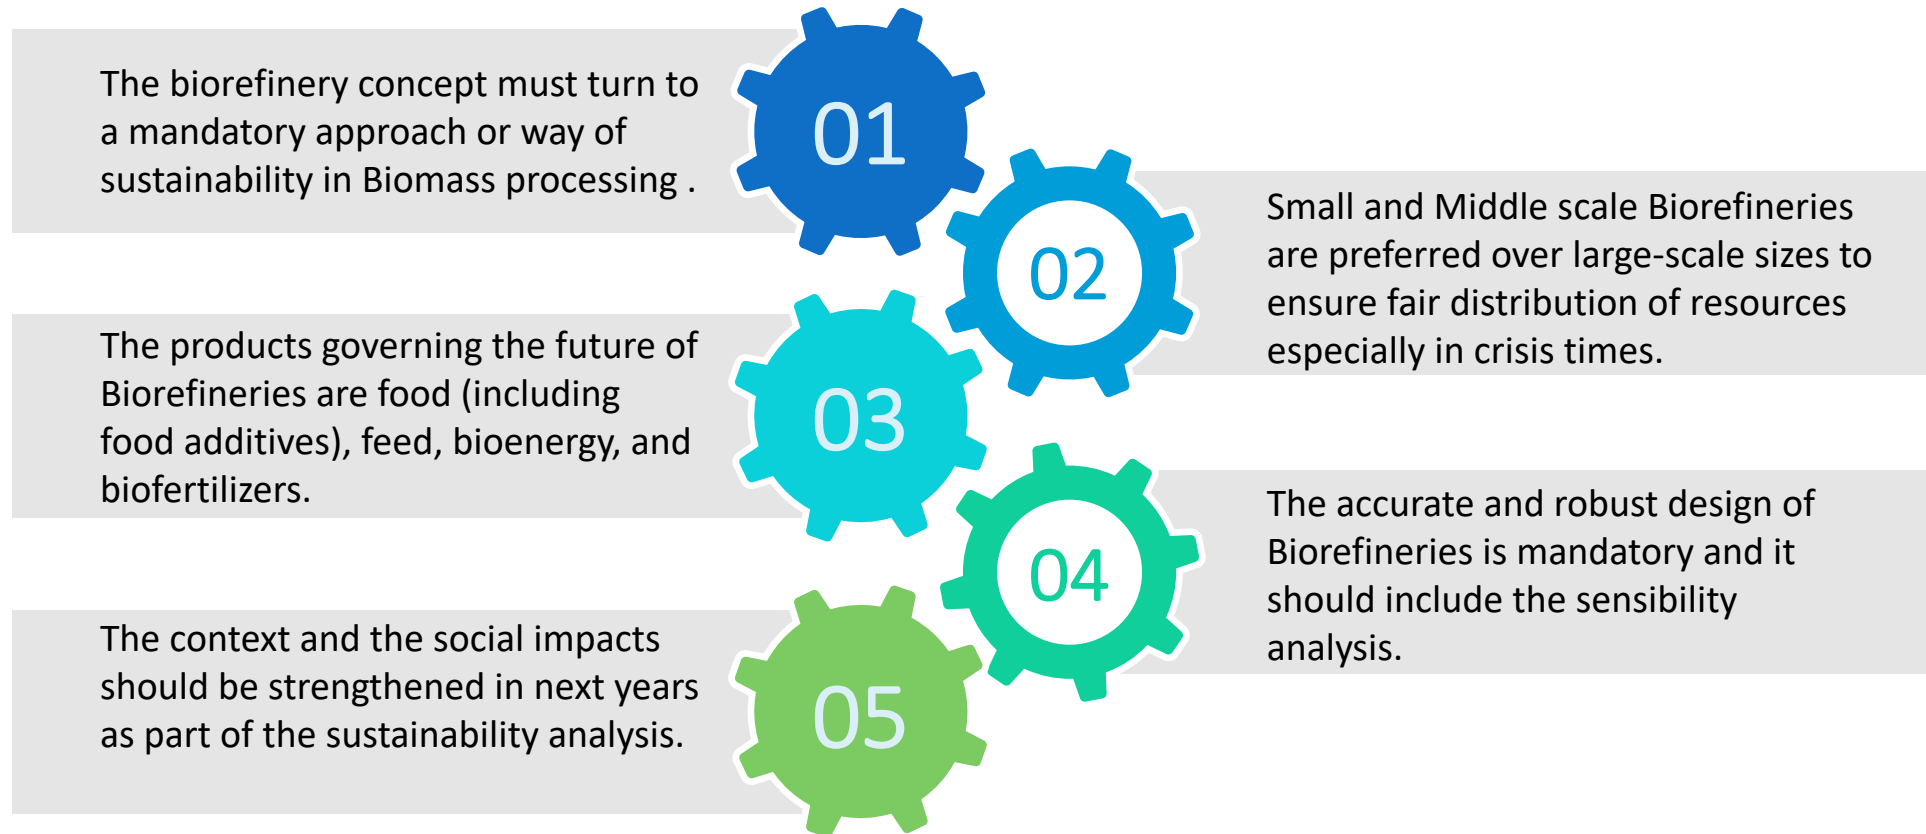 01
The biorefinery concept must turn to
a mandatory approach or way of
sustainability in Biomass processing .
02
Small and Middle scale Biorefineries
are preferred over large-scale sizes to
ensure fair distribution of resources
especially in crisis times.
03
The products governing the future of
Biorefineries are food (including
food additives), feed, bioenergy, and
biofertilizers.
04
The accurate and robust design of
Biorefineries is mandatory and it
should include the sensibility
analysis.
05
The context and the social impacts
should be strengthened in next years
as part of the sustainability analysis.